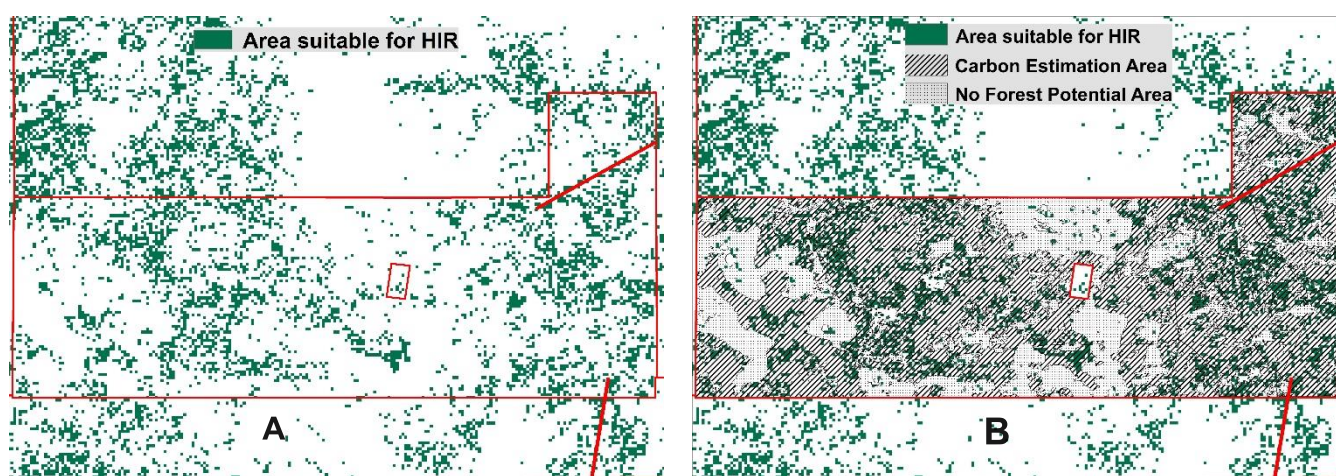 Area suitable for HIR
A
Area suitable for HIR
Carbon Estimation Area
No Forest Potential Area
B